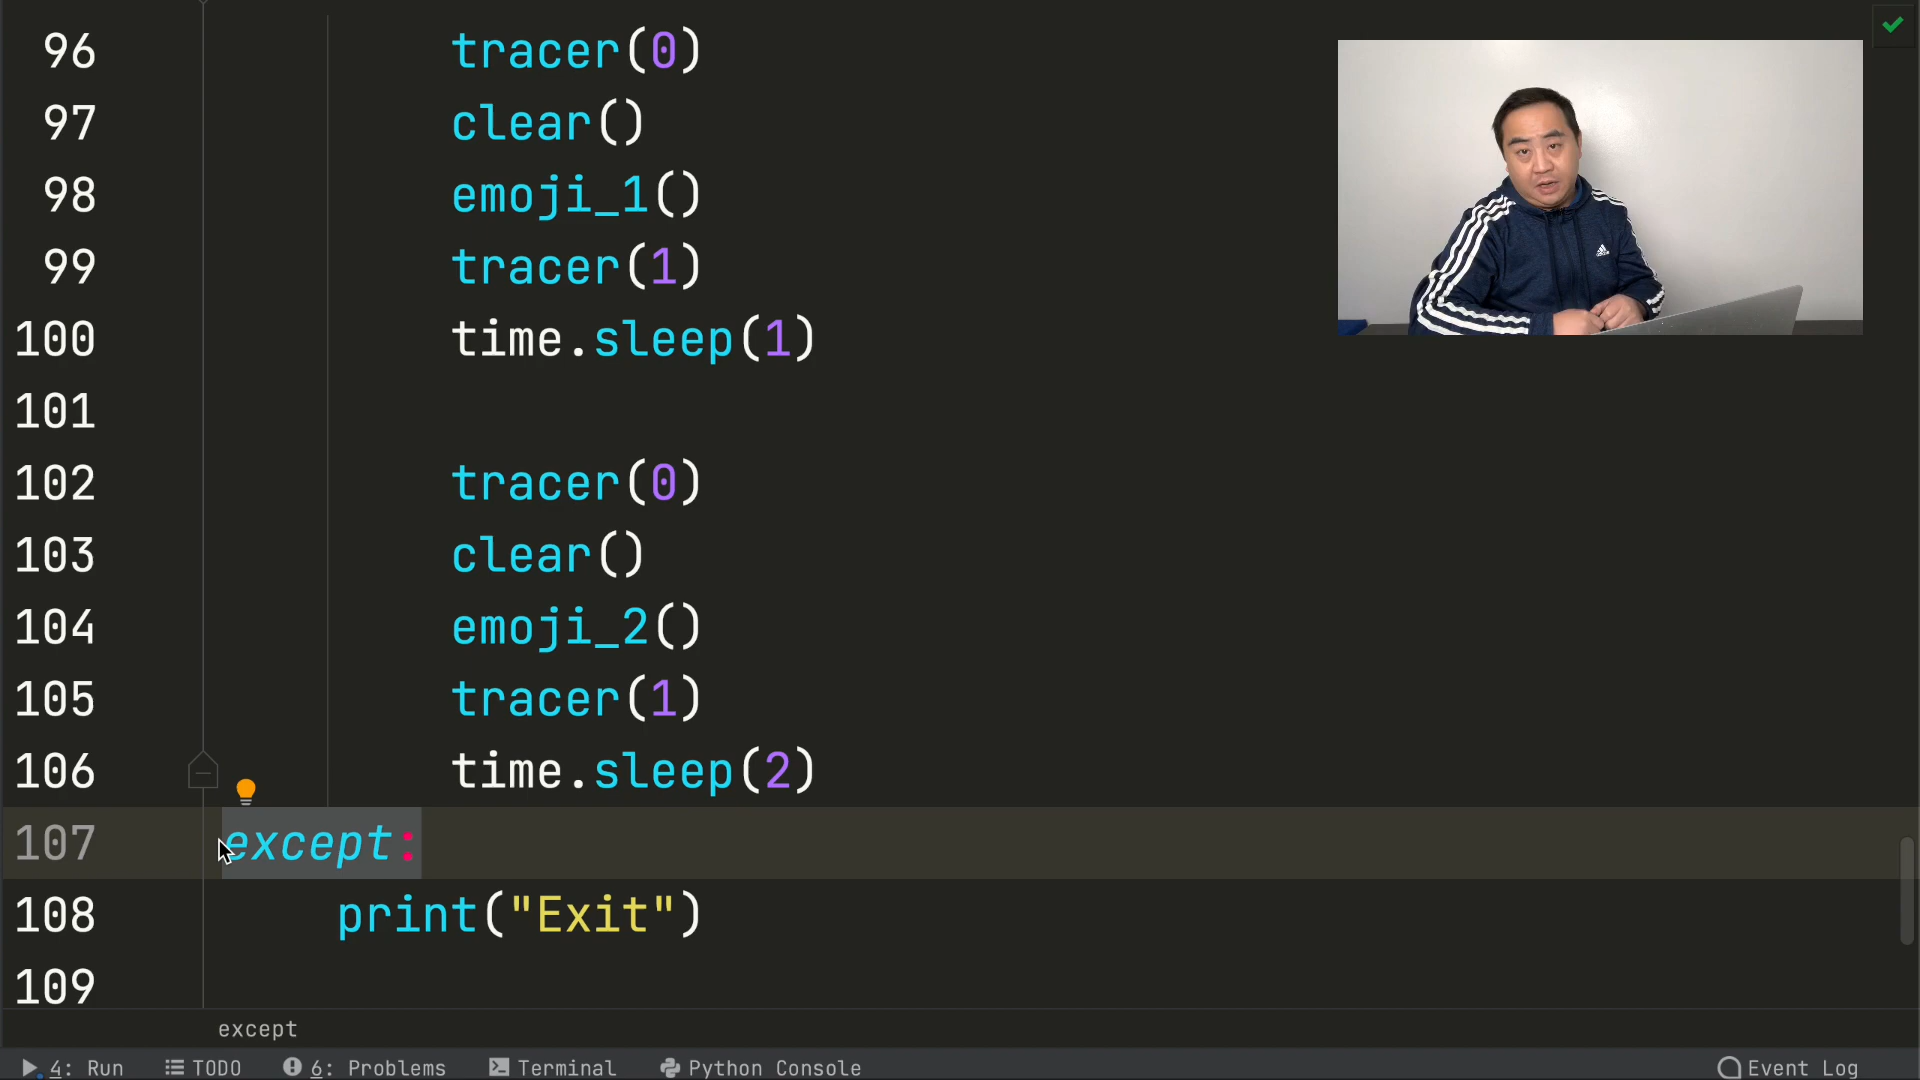 96 tracer(0)
97 clear()
98 emoji_1()
99 tracer(1)
100 time.sleep(1)
101
102 tracer(0)
103 clear()
104 emoji_2()
105 tracer(1)
106 time.sleep(2)
107 except:
108 print("Exit")
109
except
4: Run TODO 6: Problems Terminal Python Console Event Log